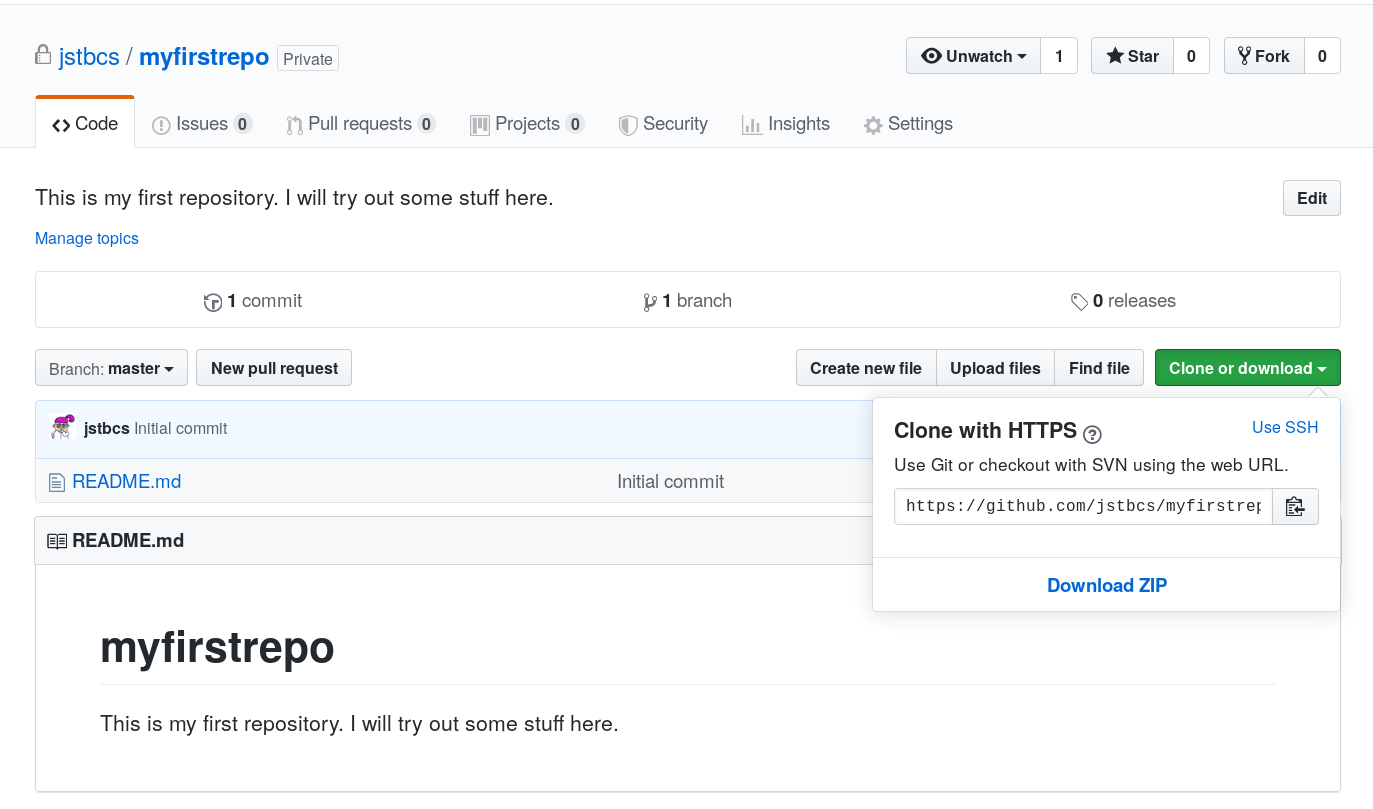 jstbcs / myfirstrepo Private
Unwatch 1 Star 0 Fork 0
Code Issues 0 Pull requests 0 Projects 0 Security Insights Settings
This is my first repository. I will try out some stuff here.
Edit
Manage topics
1 commit 1 branch 0 releases
Branch: master New pull request Create new file Upload files Find file Clone or download
jstbcs Initial commit
README.md Initial commit
Clone with HTTPS ? Use SSH
Use Git or checkout with SVN using the web URL.
https://github.com/jstbcs/myfirstrep
Download ZIP
README.md
myfirstrepo
This is my first repository. I will try out some stuff here.